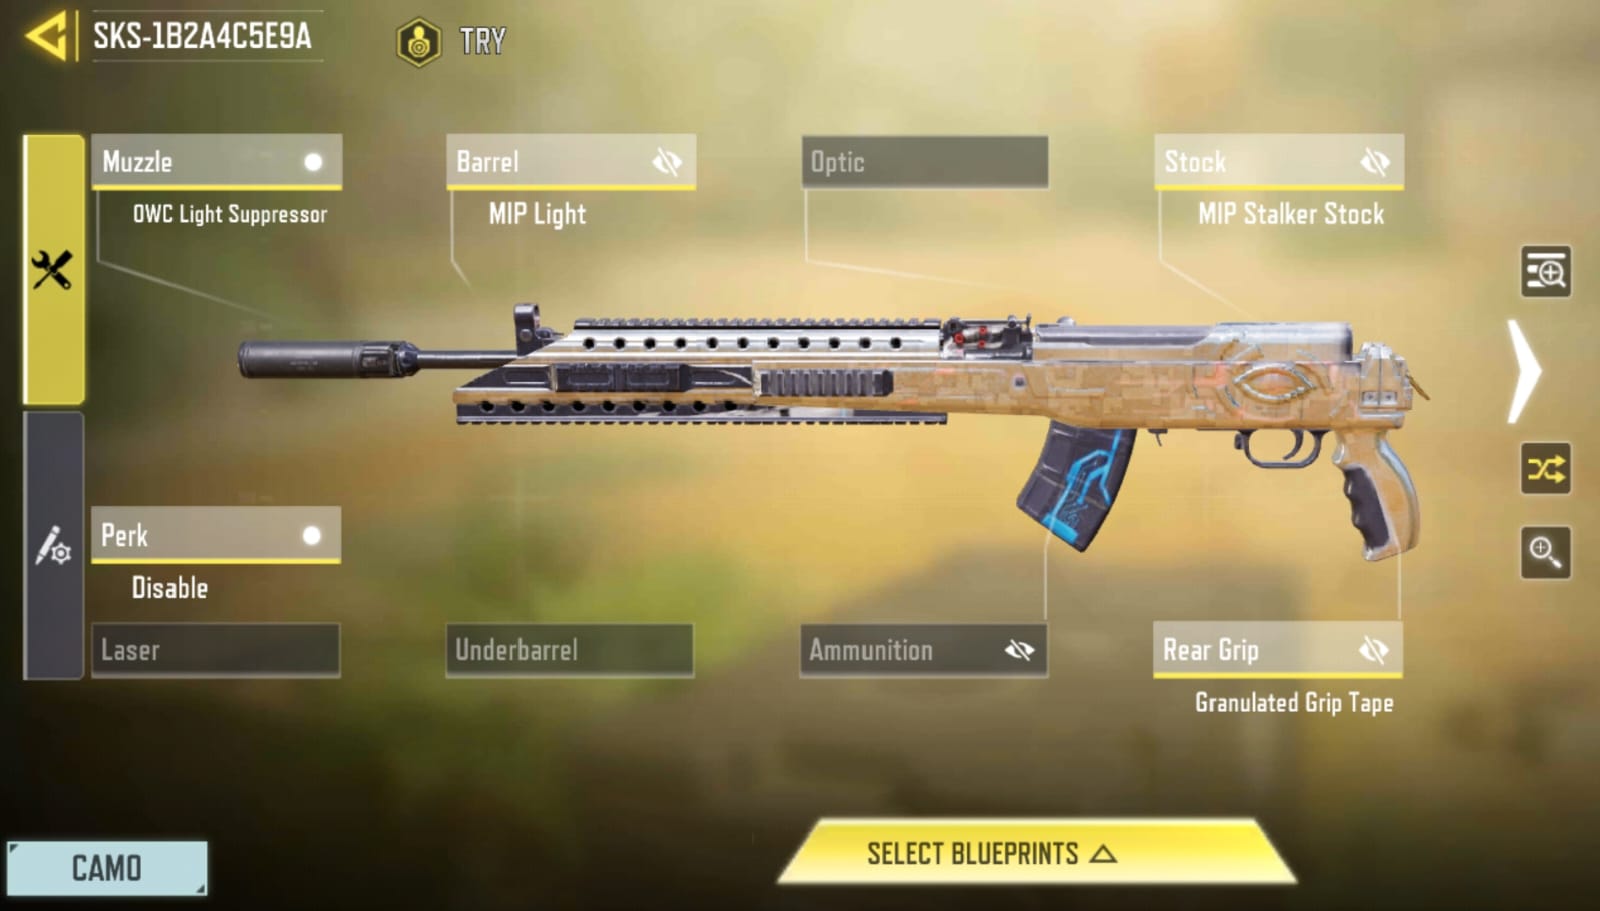 SKS-1B2A4C5E9A
TRY
Muzzle
OWC Light Suppressor
Barrel
MIP Light
Optic
Stock
MIP Stalker Stock
Perk
Disable
Laser
Underbarrel
Ammunition
Rear Grip
Granulated Grip Tape
CAMO
SELECT BLUEPRINTS